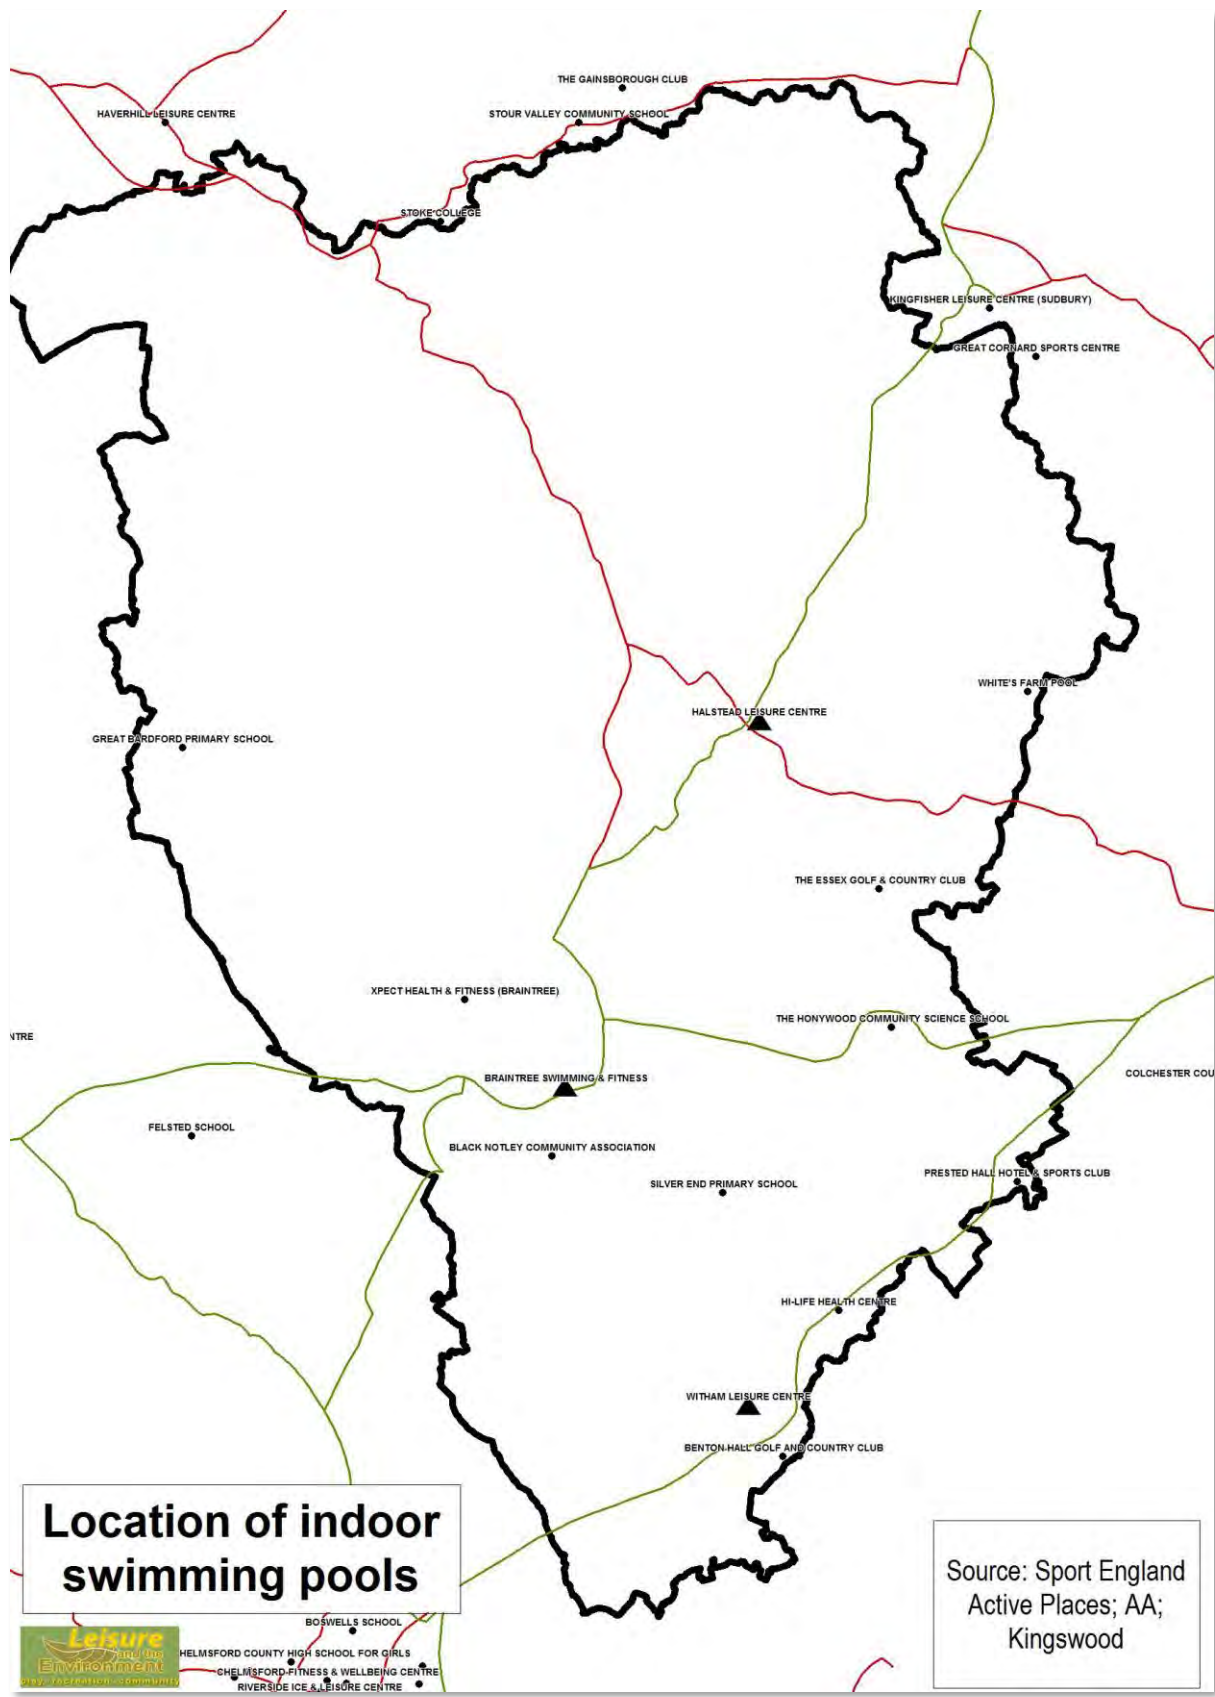 THE GAINSBOROUGH CLUB
HAVERHILL LEISURE CENTRE
STOUR VALLEY COMMUNITY SCHOOL
STOKE COLLEGE
KINGFISHER LEISURE CENTRE (SUDBURY)
GREAT CORNARD SPORTS CENTRE
WHITE'S FARM POOL
HALSTEAD LEISURE CENTRE
GREAT BARDFORD PRIMARY SCHOOL
THE ESSEX GOLF & COUNTRY CLUB
XPECT HEALTH & FITNESS (BRAINTREE)
THE HONYWOOD COMMUNITY SCIENCE SCHOOL
NTRE
COLCHESTER COU
BRAINTREE SWIMMING & FITNESS
FELSTED SCHOOL
BLACK NOTLEY COMMUNITY ASSOCIATION
PRESTED HALL HOTEL & SPORTS CLUB
SILVER END PRIMARY SCHOOL
HI-LIFE HEALTH CENTRE
WITHAM LEISURE CENTRE
BENTON HALL GOLF AND COUNTRY CLUB
Location of indoor
swimming pools
Source: Sport England
Active Places; AA;
Kingswood
BOSWELLS SCHOOL
HELMSFORD COUNTY HIGH SCHOOL FOR GIRLS
CHELMSFORD FITNESS & WELLBEING CENTRE
RIVERSIDE ICE & LEISURE CENTRE
Leisure
and the
Environment
play · recreation · community